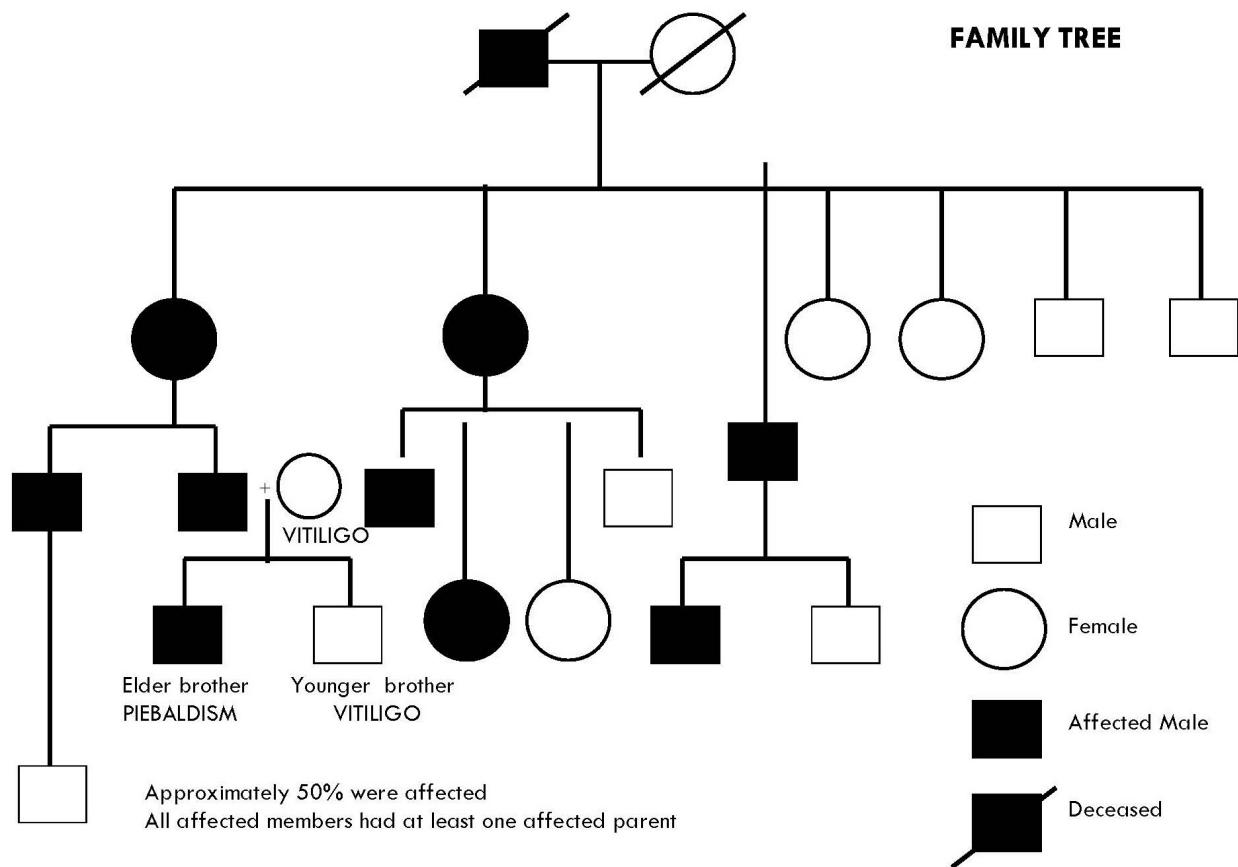 FAMILY TREE
+
VITILIGO
Male
Female
Elder brother
PIEBALDISM
Younger brother
VITILIGO
Affected Male
Approximately 50% were affected
All affected members had at least one affected parent
Deceased